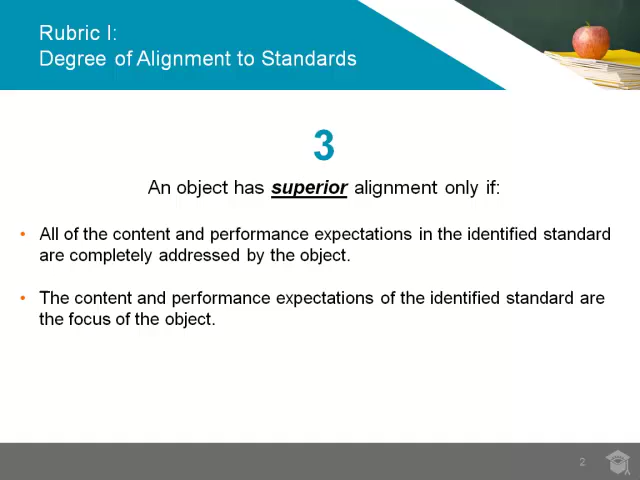 Rubric I:
Degree of Alignment to Standards
3
An object has superior alignment only if:
• All of the content and performance expectations in the identified standard
are completely addressed by the object.
• The content and performance expectations of the identified standard are
the focus of the object.
2